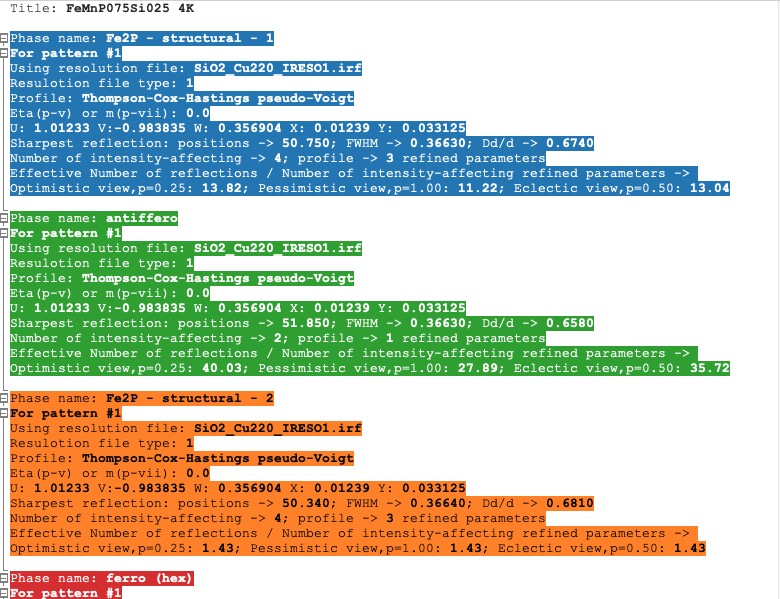 Title: FeMnP075Si025 4K
Phase name: Fe2P - structural - 1
For pattern #1
Using resolution file: SiO2_Cu220_IRESO1.irf
Resulotion file type: 1
Profile: Thompson-Cox-Hastings pseudo-Voigt
Eta(p-v) or m(p-vii): 0.0
U: 1.01233 V:-0.983835 W: 0.356904 X: 0.01239 Y: 0.033125
Sharpest reflection: positions -> 50.750; FWHM -> 0.36630; Dd/d -> 0.6740
Number of intensity-affecting -> 4; profile -> 3 refined parameters
Effective Number of reflections / Number of intensity-affecting refined parameters ->
Optimistic view,p=0.25: 13.82; Pessimistic view,p=1.00: 11.22; Eclectic view,p=0.50: 13.04
Phase name: antiffero
For pattern #1
Using resolution file: SiO2_Cu220_IRESO1.irf
Resulotion file type: 1
Profile: Thompson-Cox-Hastings pseudo-Voigt
Eta(p-v) or m(p-vii): 0.0
U: 1.01233 V:-0.983835 W: 0.356904 X: 0.01239 Y: 0.033125
Sharpest reflection: positions -> 51.850; FWHM -> 0.36630; Dd/d -> 0.6580
Number of intensity-affecting -> 2; profile -> 1 refined parameters
Effective Number of reflections / Number of intensity-affecting refined parameters ->
Optimistic view,p=0.25: 40.03; Pessimistic view,p=1.00: 27.89; Eclectic view,p=0.50: 35.72
Phase name: Fe2P - structural - 2
For pattern #1
Using resolution file: SiO2_Cu220_IRESO1.irf
Resulotion file type: 1
Profile: Thompson-Cox-Hastings pseudo-Voigt
Eta(p-v) or m(p-vii): 0.0
U: 1.01233 V:-0.983835 W: 0.356904 X: 0.01239 Y: 0.033125
Sharpest reflection: positions -> 50.340; FWHM -> 0.36640; Dd/d -> 0.6810
Number of intensity-affecting -> 4; profile -> 3 refined parameters
Effective Number of reflections / Number of intensity-affecting refined parameters ->
Optimistic view,p=0.25: 1.43; Pessimistic view,p=1.00: 1.43; Eclectic view,p=0.50: 1.43
Phase name: ferro (hex)
For pattern #1